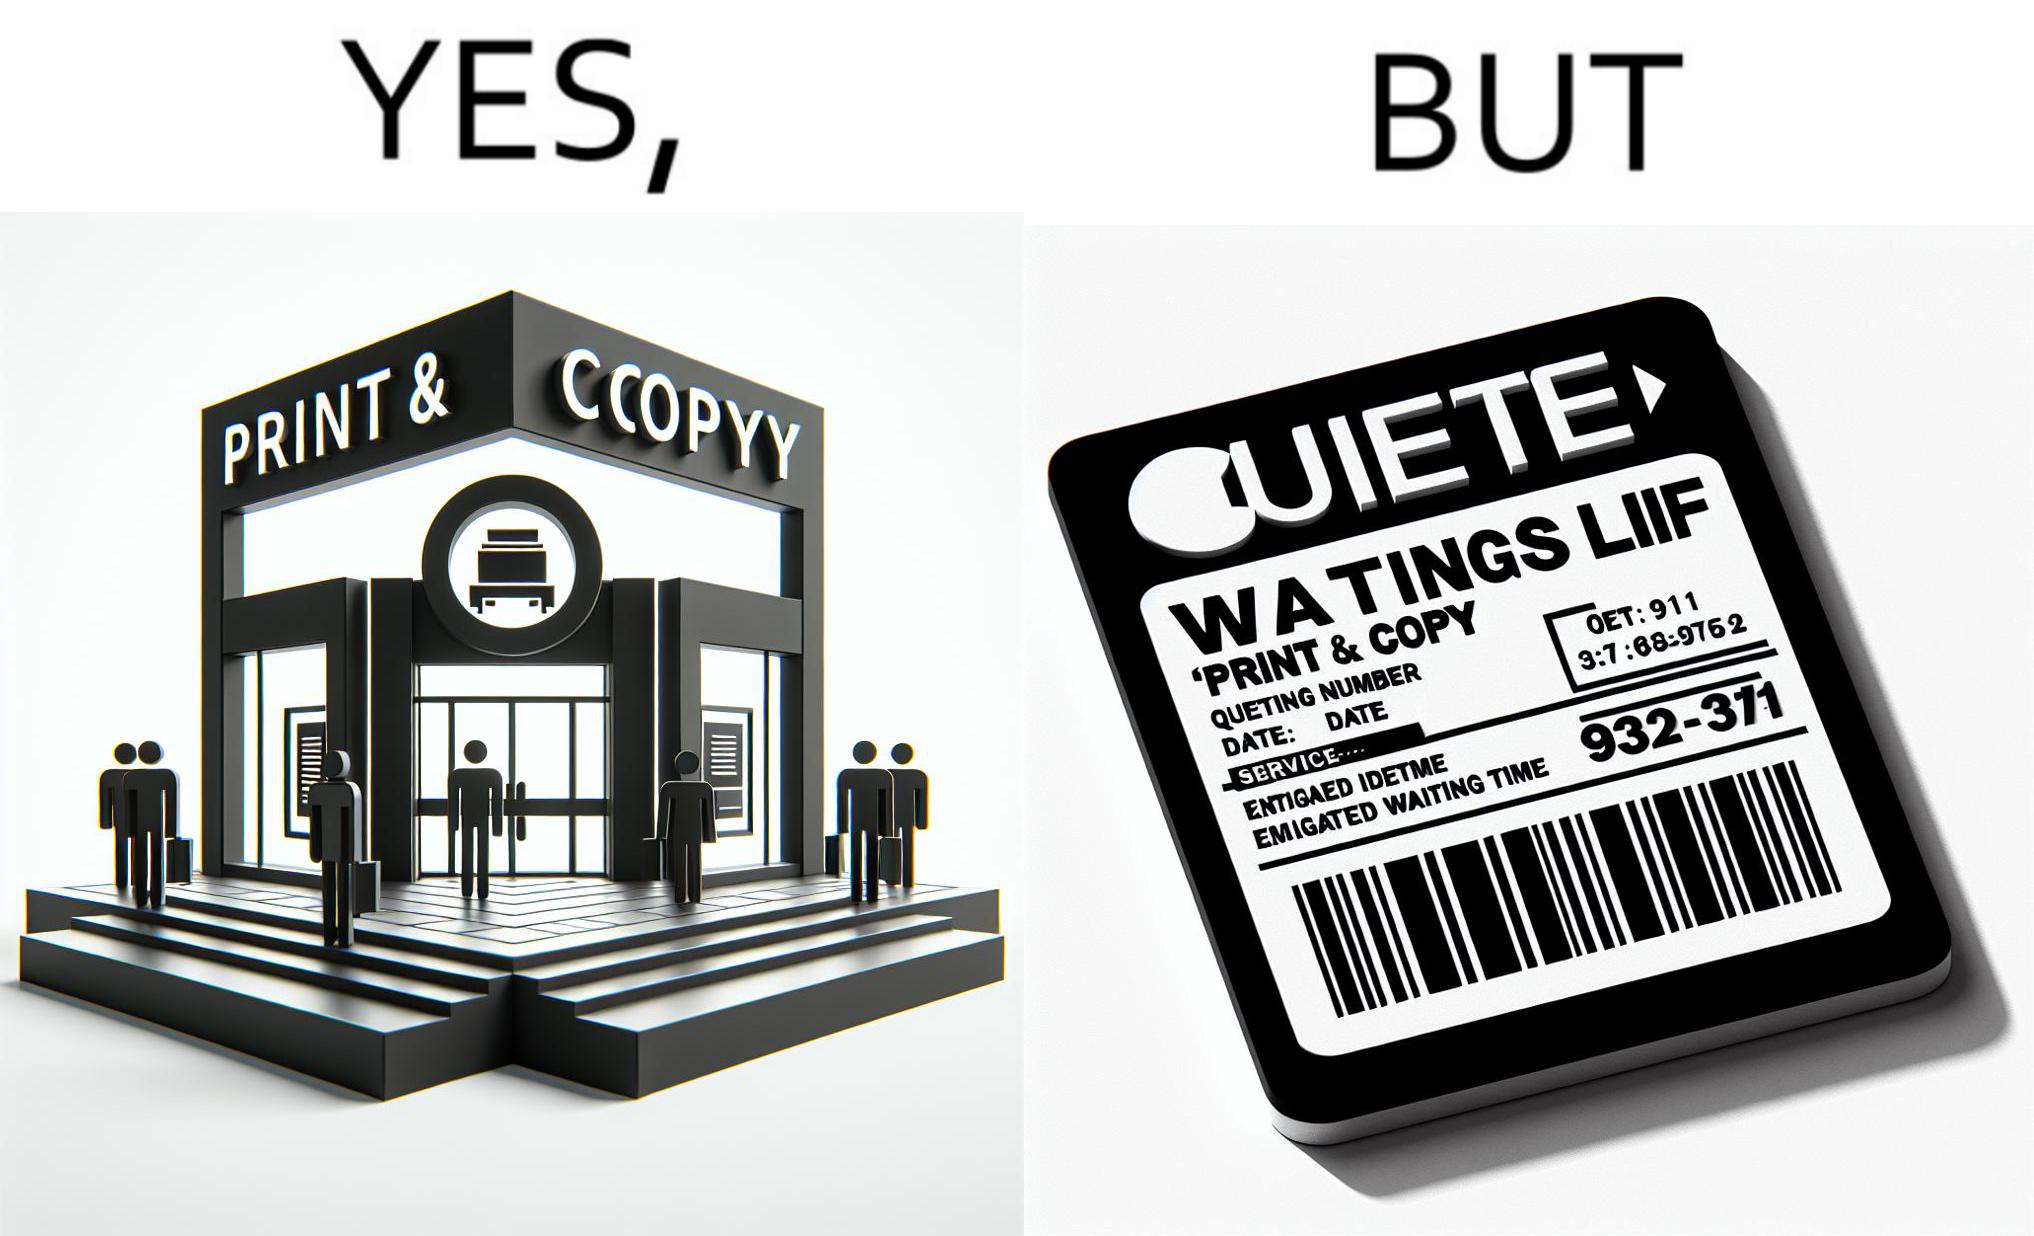 YES,
BUT
PRINT & CCOPYY
QUIETE
WATINGS LIIF
'PRINT & COPY
OET: 911
3:7:68-9762
QUETING NUMBER
DATE: DATE
SERVICE-...
932-371
ENTIGAED IDETME
EMIGATED WAITING TIME